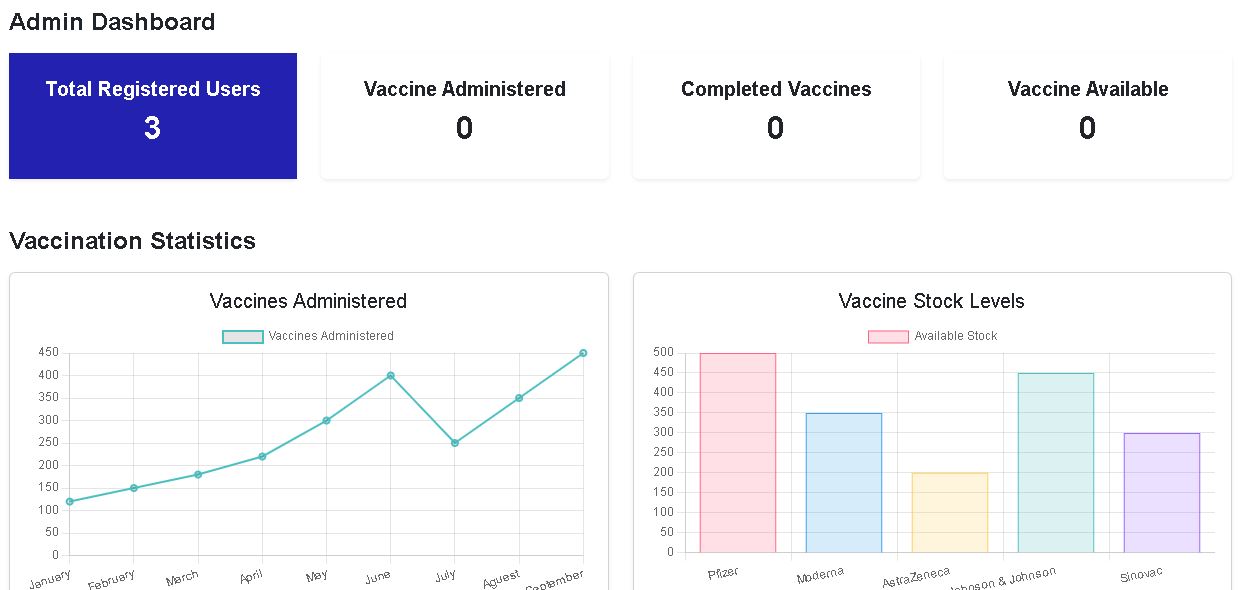 Admin Dashboard
Total Registered Users
3
Vaccine Administered
0
Completed Vaccines
0
Vaccine Available
0
Vaccination Statistics
Vaccines Administered
Vaccines Administered
450
400
350
300
250
200
150
100
50
0
January
February
March
April
May
June
July
Aguest
September
Vaccine Stock Levels
Available Stock
500
450
400
350
300
250
200
150
100
50
0
Pfizer
Moderna
AstraZeneca
Johnson & Johnson
Sinovac